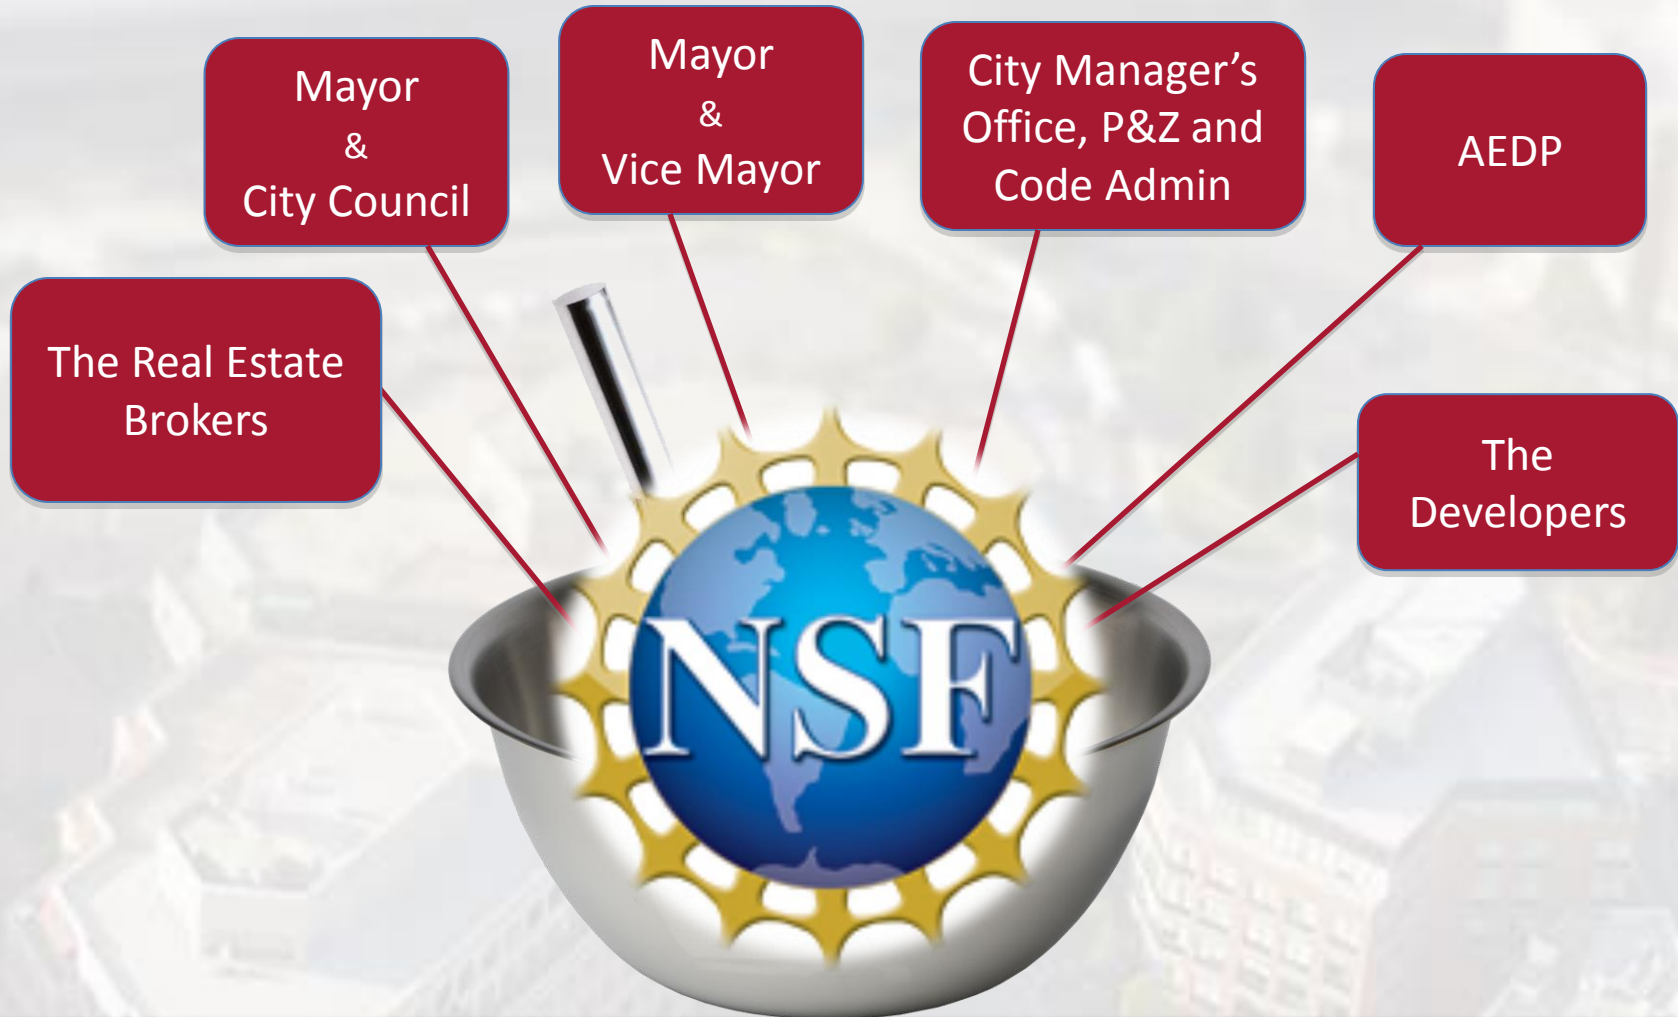 Mayor
&
City Council
Mayor
&
Vice Mayor
City Manager’s
Office, P&Z and
Code Admin
AEDP
The Real Estate
Brokers
The
Developers
NSF